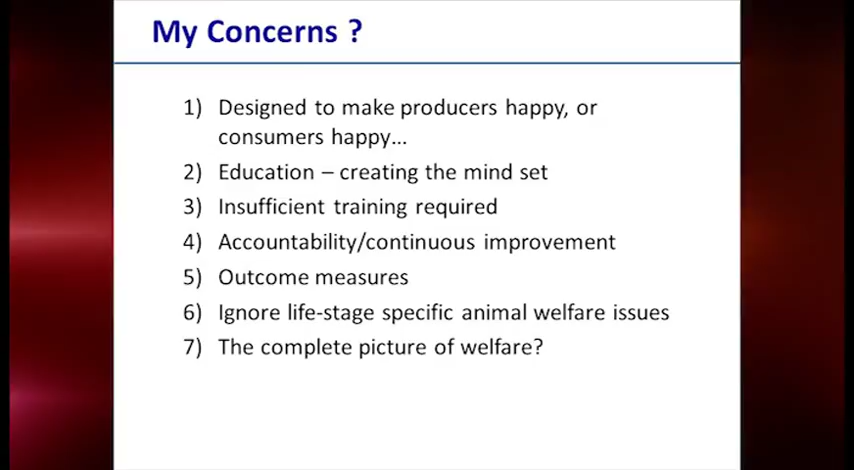 My Concerns ?
1) Designed to make producers happy, or
consumers happy...
2) Education – creating the mind set
3) Insufficient training required
4) Accountability/continuous improvement
5) Outcome measures
6) Ignore life-stage specific animal welfare issues
7) The complete picture of welfare?